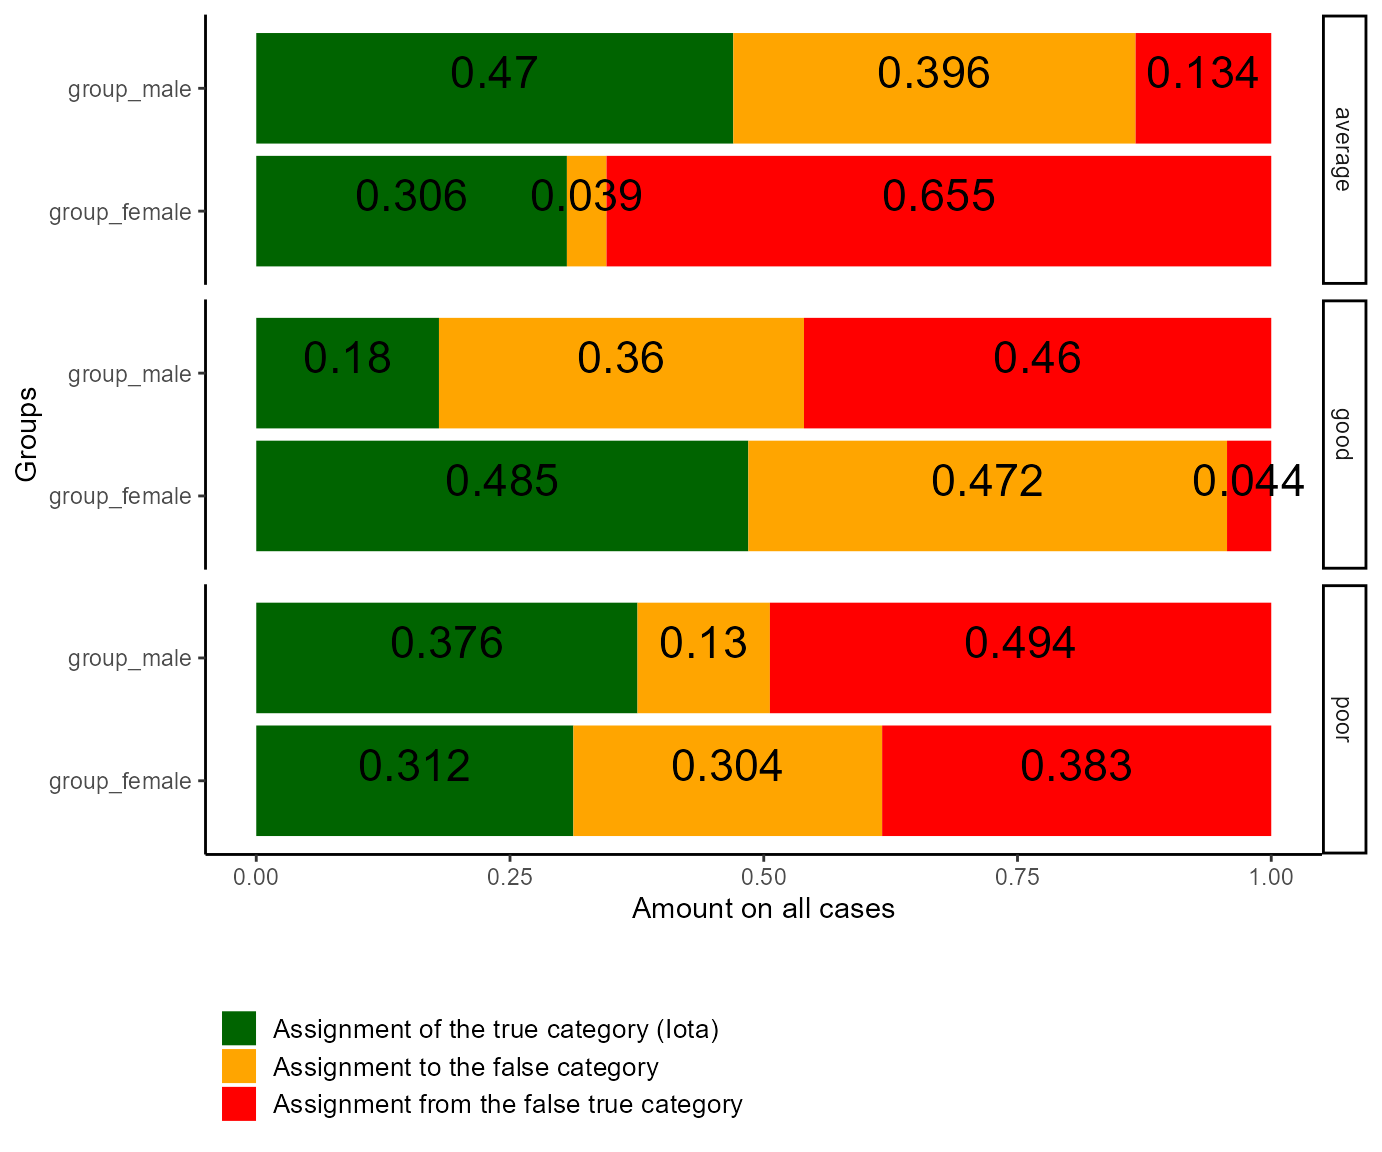 group_male
0.47
0.396
0.134
group_female
0.306
0.039
0.655
average
group_male
0.18
0.36
0.46
group_female
0.485
0.472
0.044
good
Groups
group_male
0.376
0.13
0.494
group_female
0.312
0.304
0.383
poor
0.00
0.25
0.50
0.75
1.00
Amount on all cases
Assignment of the true category (Iota)
Assignment to the false category
Assignment from the false true category